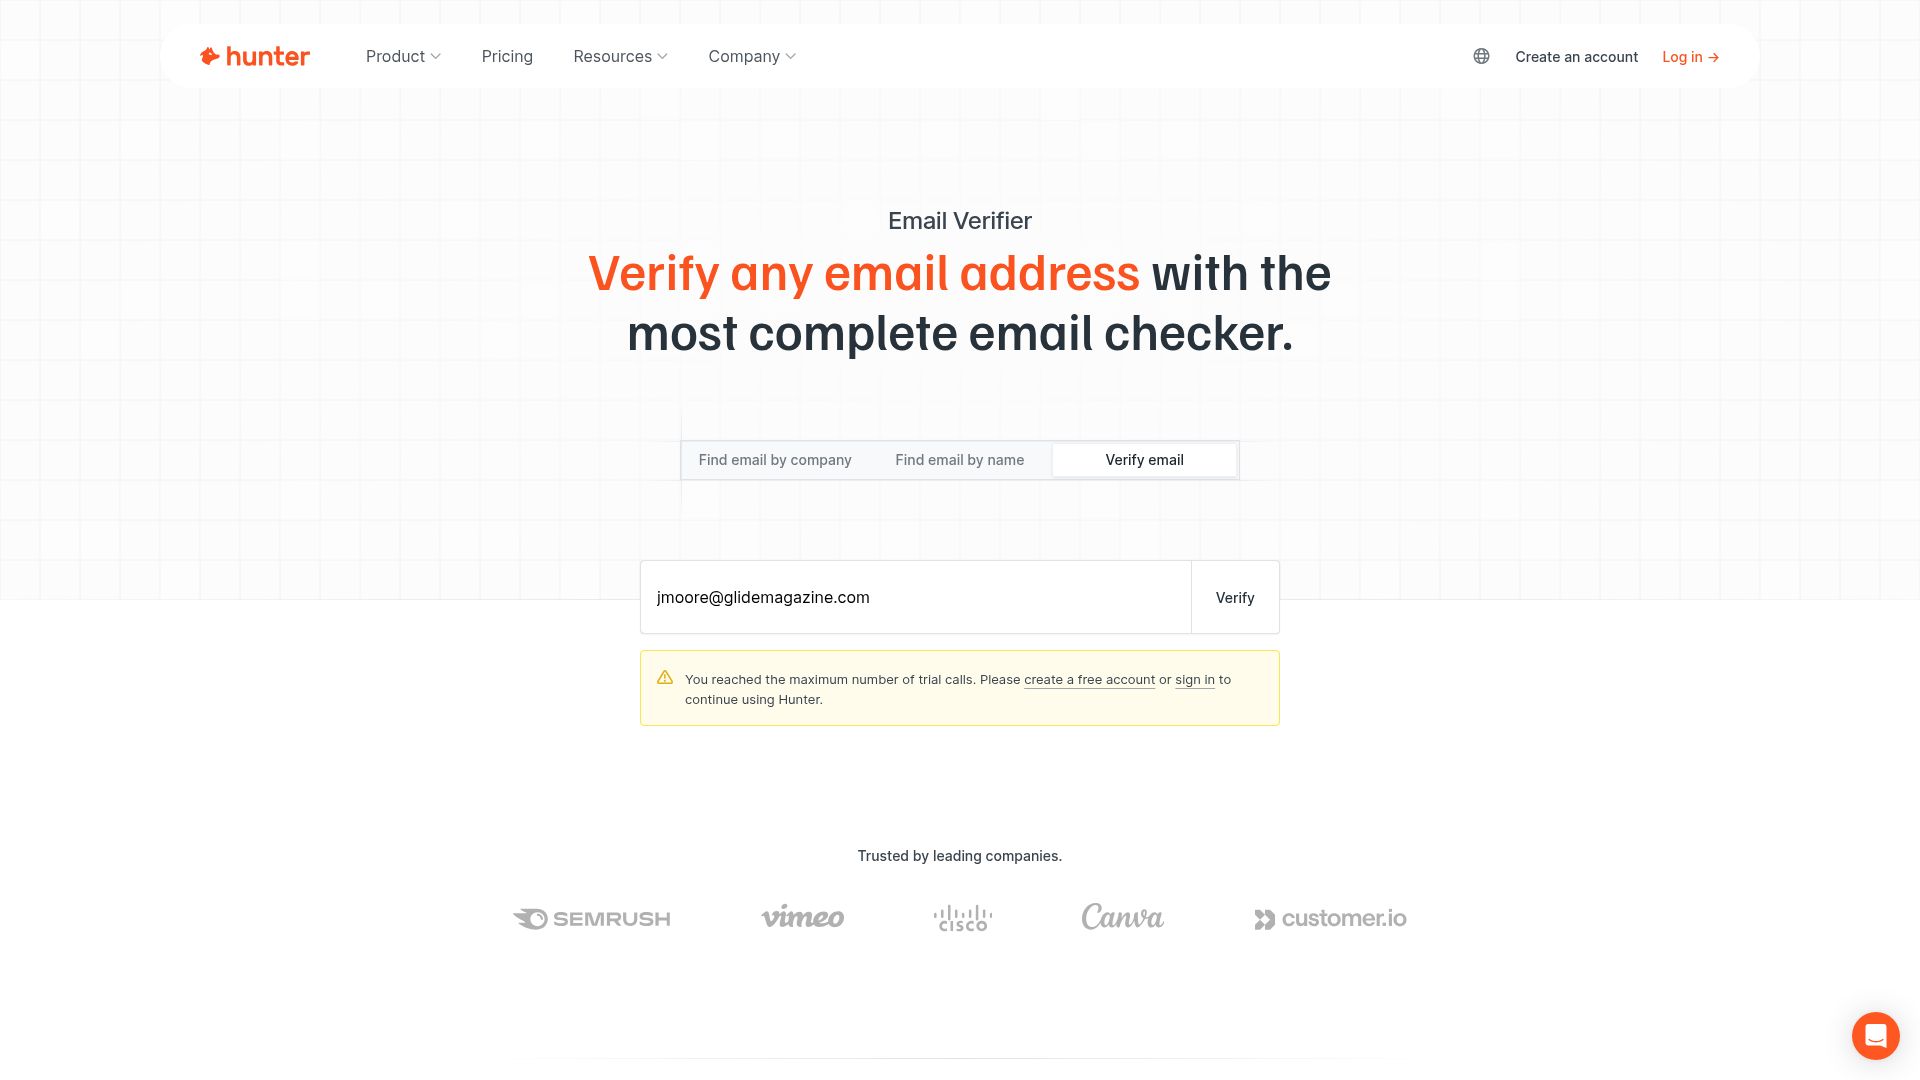 hunter
Product
Pricing
Resources
Company
Create an account
Log in →
Email Verifier
Verify any email address with the
most complete email checker.
Find email by company
Find email by name
Verify email
jmoore@glidemagazine.com
Verify
You reached the maximum number of trial calls. Please create a free account or sign in to
continue using Hunter.
Trusted by leading companies.
SEMRUSH
vimeo
CISCO
Canva
customer.io